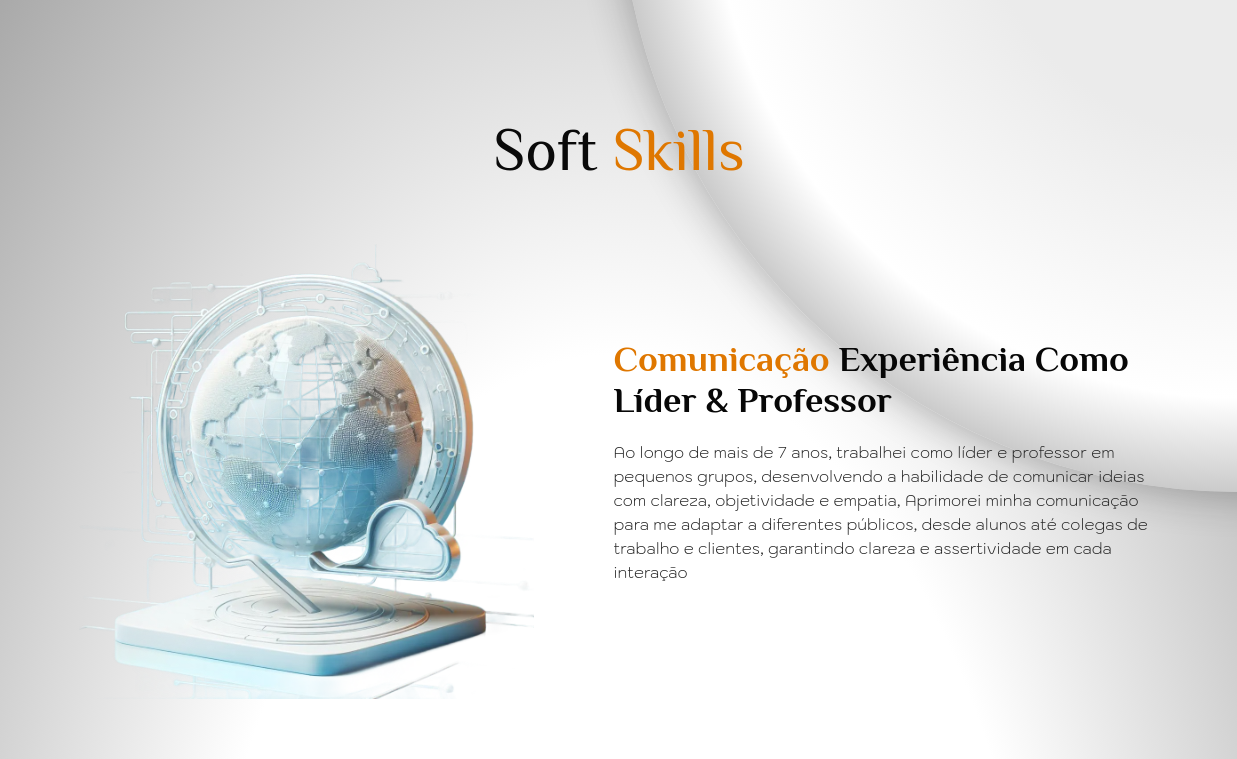 Soft Skills
Comunicação Experiência Como
Líder & Professor
Ao longo de mais de 7 anos, trabalhei como líder e professor em
pequenos grupos, desenvolvendo a habilidade de comunicar ideias
com clareza, objetividade e empatia, Aprimorei minha comunicação
para me adaptar a diferentes públicos, desde alunos até colegas de
trabalho e clientes, garantindo clareza e assertividade em cada
interação